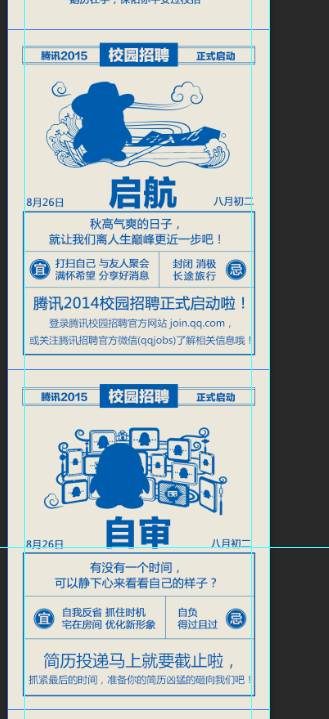 腾讯2015 校园招聘 正式启动
启航
8月26日 八月初二
秋高气爽的日子，
就让我们离人生巅峰更近一步吧！
宜 打扫自己 与友人聚会 封闭 消极 忌
满怀希望 分享好消息 长途旅行
腾讯2014校园招聘正式启动啦！
登录腾讯校园招聘官方网站 join.qq.com，
或关注腾讯招聘官方微信(qqjobs)了解相关信息哦！
腾讯2015 校园招聘 正式启动
自审
8月26日 八月初二
有没有一个时间，
可以静下心来看看自己的样子？
宜 自我反省 抓住时机 自负 忌
宅在房间 优化新形象 得过且过
简历投递马上就要截止啦，
抓紧最后的时间，准备你的简历凶猛的砸向我们吧！